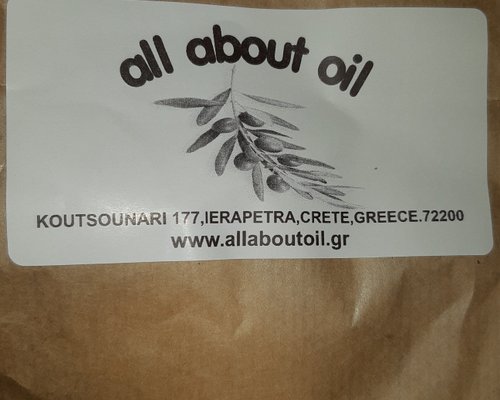 all about oil
KOUTSOUNARI 177,IERAPETRA,CRETE,GREECE.72200
www.allaboutoil.gr